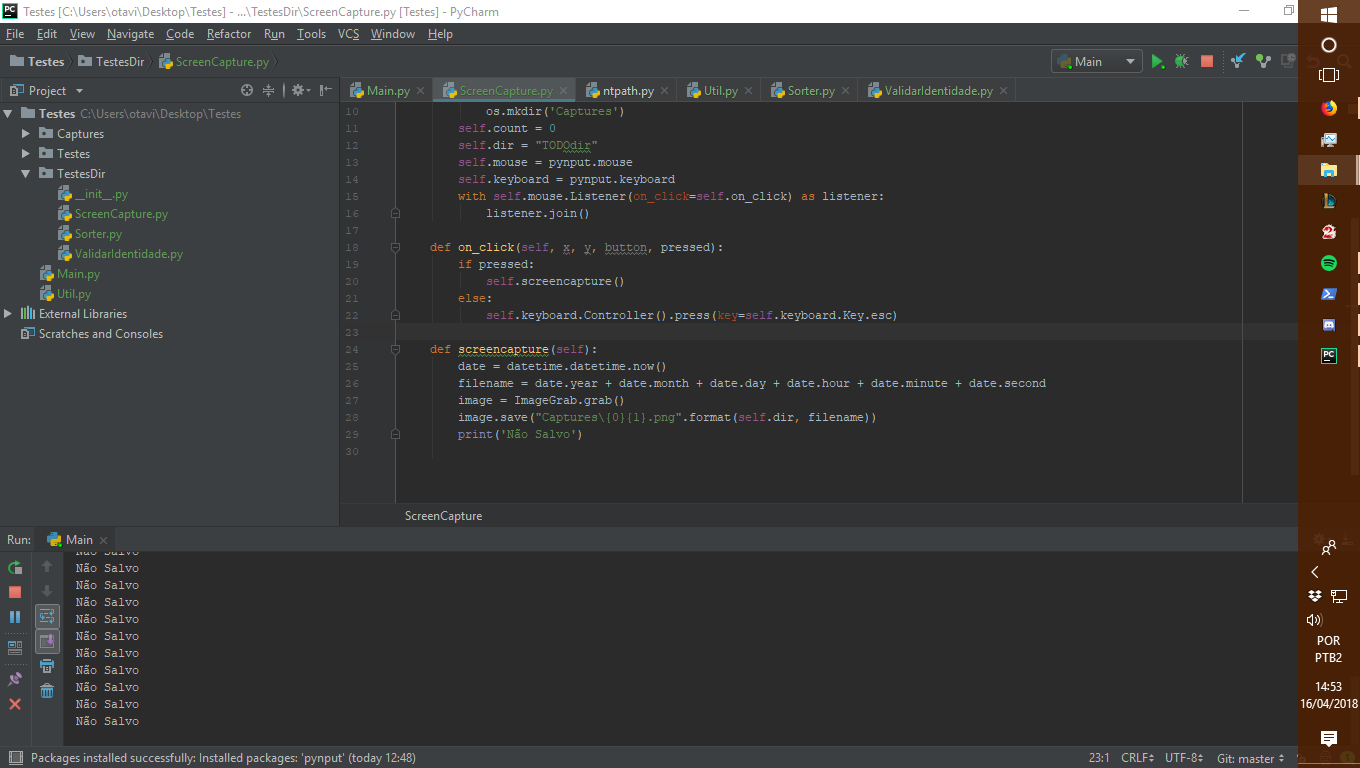 Testes [C:\Users\otavi\Desktop\Testes] - ...\TestesDir\ScreenCapture.py [Testes] - PyCharm
File Edit View Navigate Code Refactor Run Tools VCS Window Help
Testes TestesDir ScreenCapture.py Main
Project Main.py ScreenCapture.py ntpath.py Util.py Sorter.py ValidarIdentidade.py
Testes C:\Users\otavi\Desktop\Testes
Captures
Testes
TestesDir
__init__.py
ScreenCapture.py
Sorter.py
ValidarIdentidade.py
Main.py
Util.py
External Libraries
Scratches and Consoles
10 os.mkdir('Captures')
11 self.count = 0
12 self.dir = "TODOdir"
13 self.mouse = pynput.mouse
14 self.keyboard = pynput.keyboard
15 with self.mouse.Listener(on_click=self.on_click) as listener:
16 listener.join()
17
18 def on_click(self, x, y, button, pressed):
19 if pressed:
20 self.screencapture()
21 else:
22 self.keyboard.Controller().press(key=self.keyboard.Key.esc)
23
24 def screencapture(self):
25 date = datetime.datetime.now()
26 filename = date.year + date.month + date.day + date.hour + date.minute + date.second
27 image = ImageGrab.grab()
28 image.save("Captures\{0}{1}.png".format(self.dir, filename))
29 print('Não Salvo')
30
ScreenCapture
Run: Main
Não Salvo
Não Salvo
Não Salvo
Não Salvo
Não Salvo
Não Salvo
Não Salvo
Não Salvo
Não Salvo
Não Salvo
Não Salvo
Packages installed successfully: Installed packages: 'pynput' (today 12:48) 23:1 CRLF UTF-8 Git: master
POR
PTB2
14:53
16/04/2018